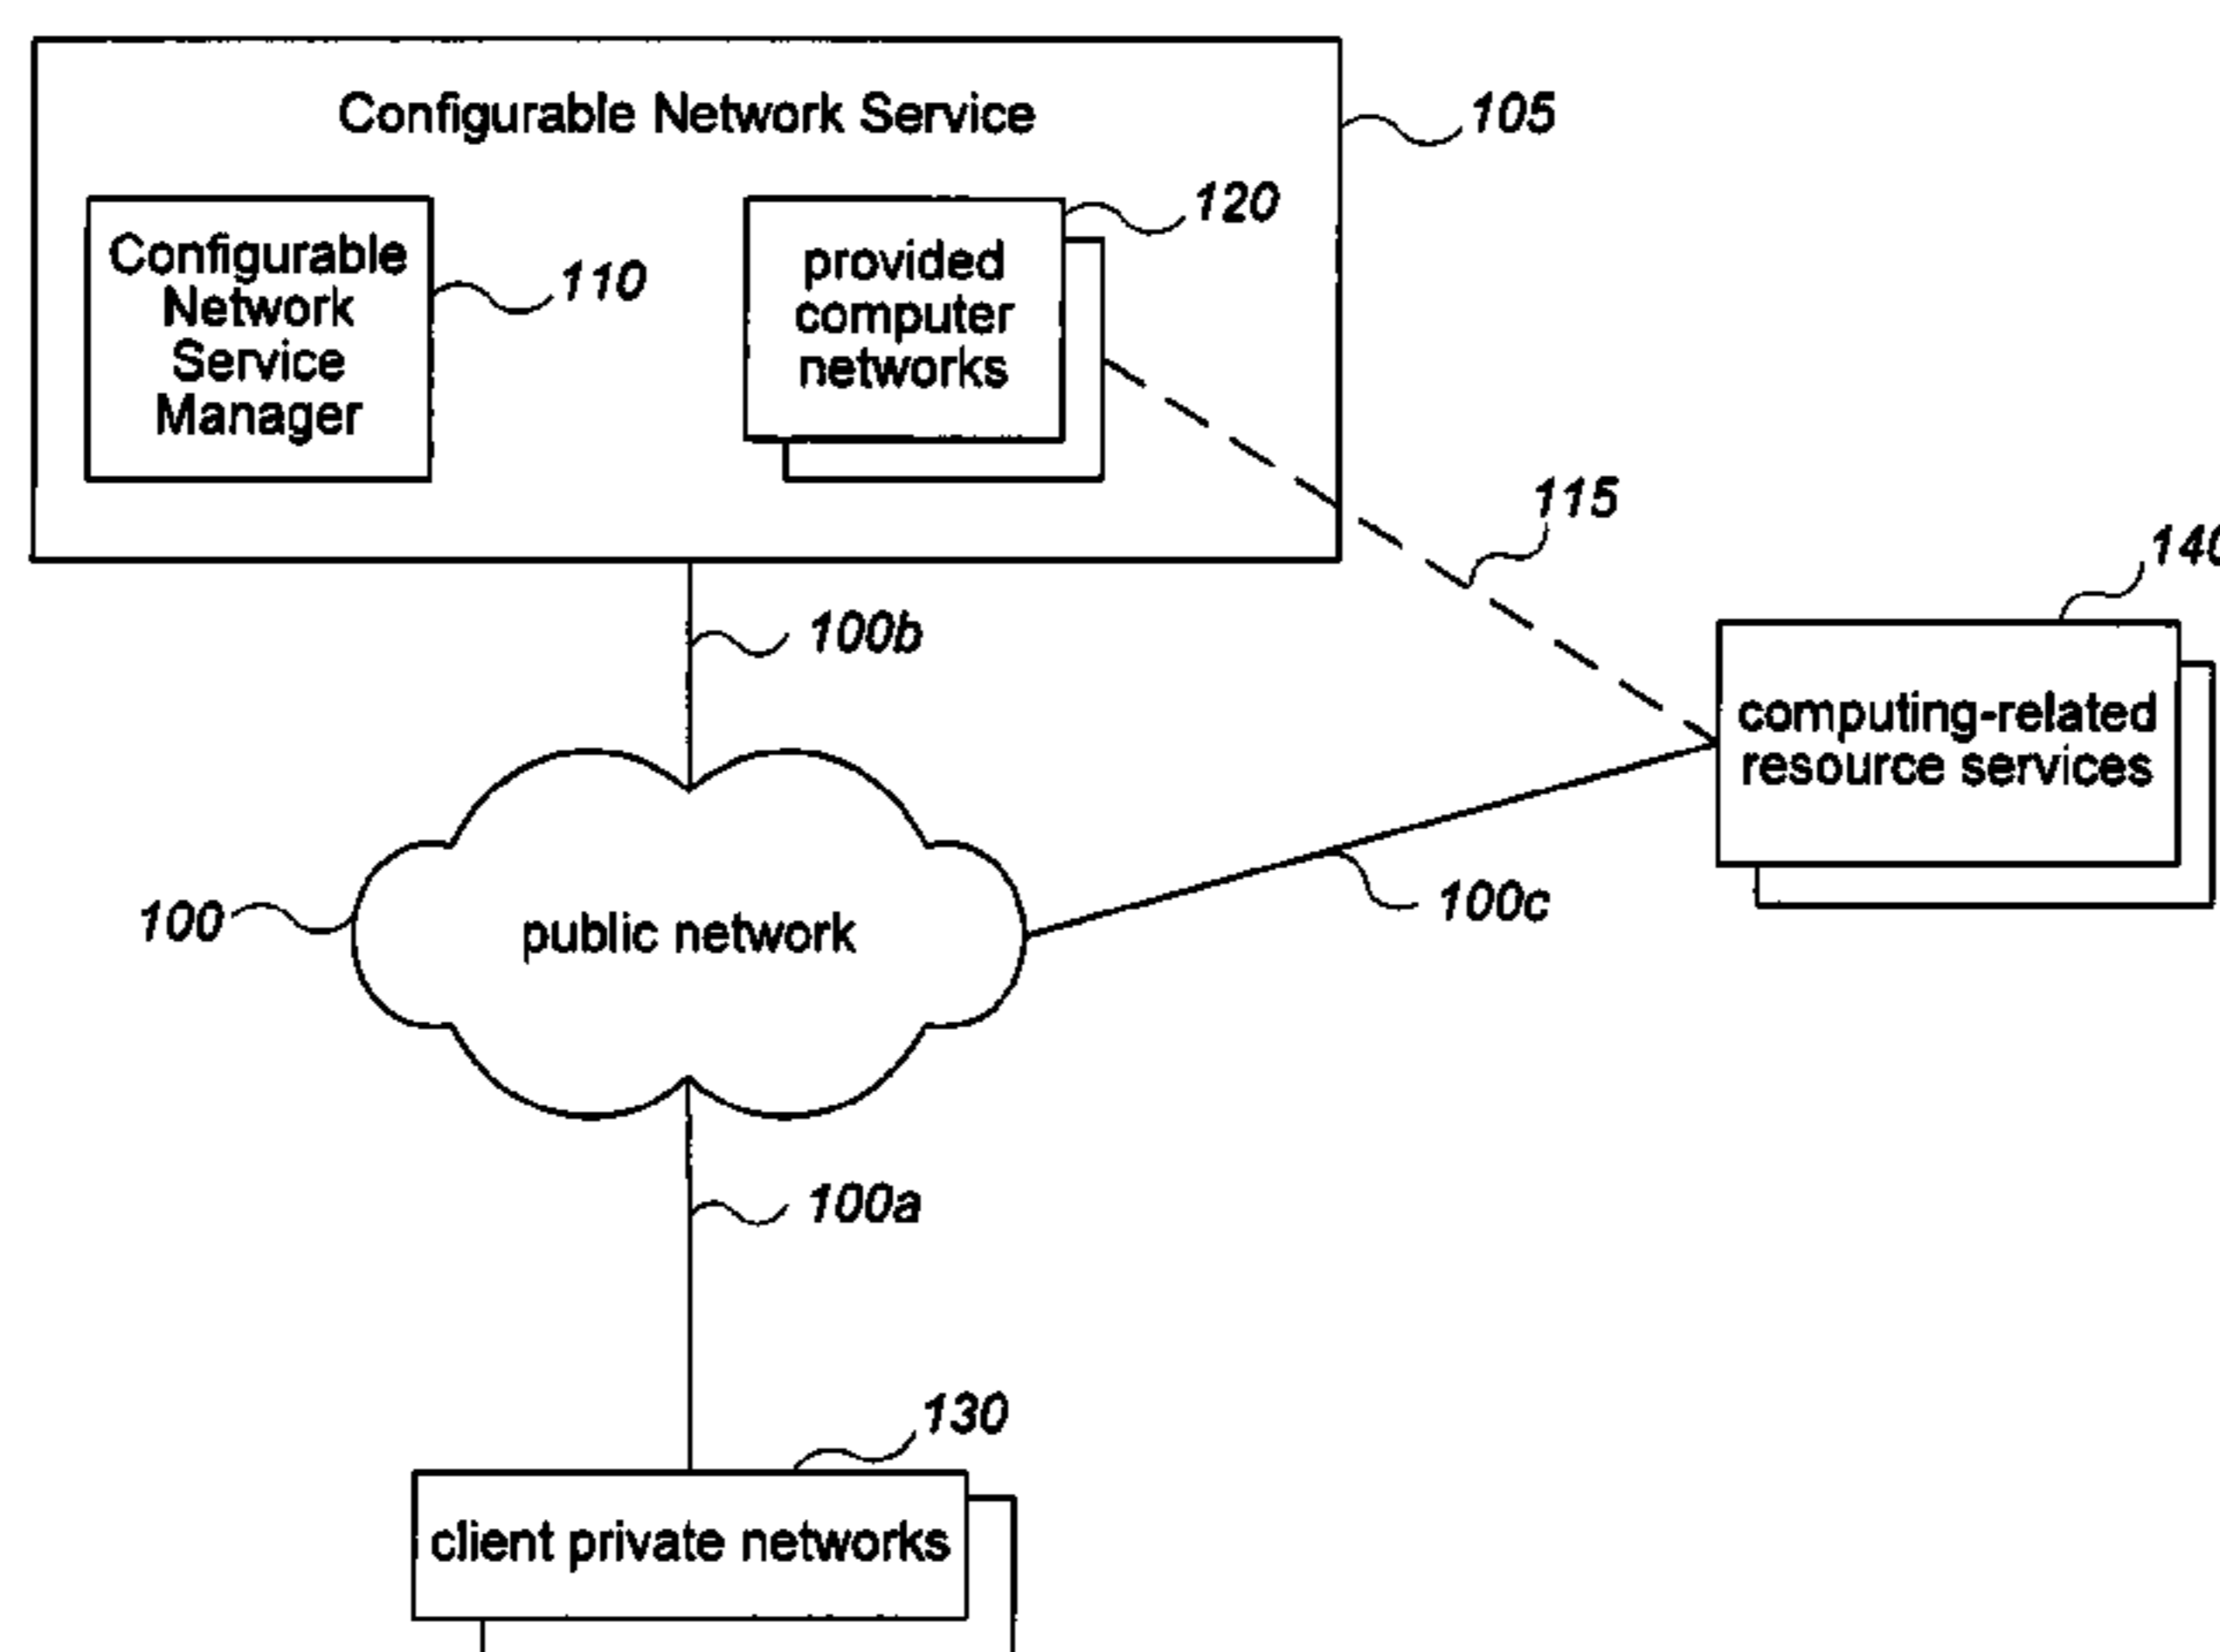 Configurable Network Service
105
120
Configurable
Network
Service
Manager
110
provided
computer
networks
115
140
100b
computing-related
resource services
100
public network
100c
100a
130
client private networks